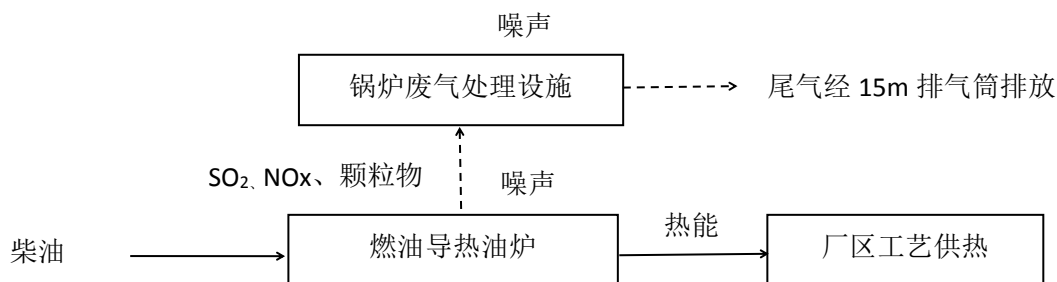 噪声
锅炉废气处理设施
尾气经 15m 排气筒排放
SO₂、NOx、颗粒物
噪声
柴油
燃油导热油炉
热能
厂区工艺供热